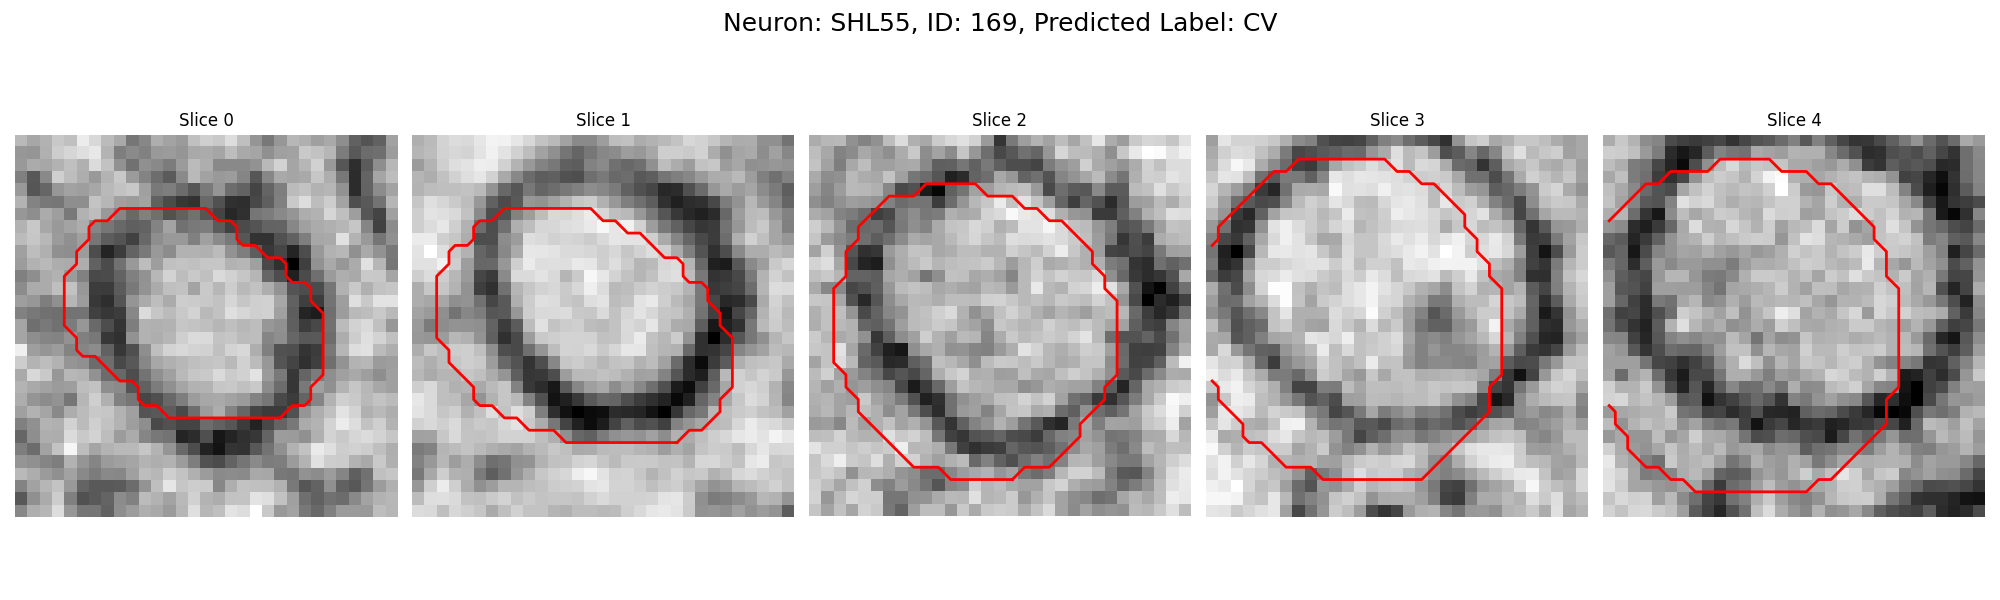 Neuron: SHL55, ID: 169, Predicted Label: CV
Slice 0
Slice 1
Slice 2
Slice 3
Slice 4